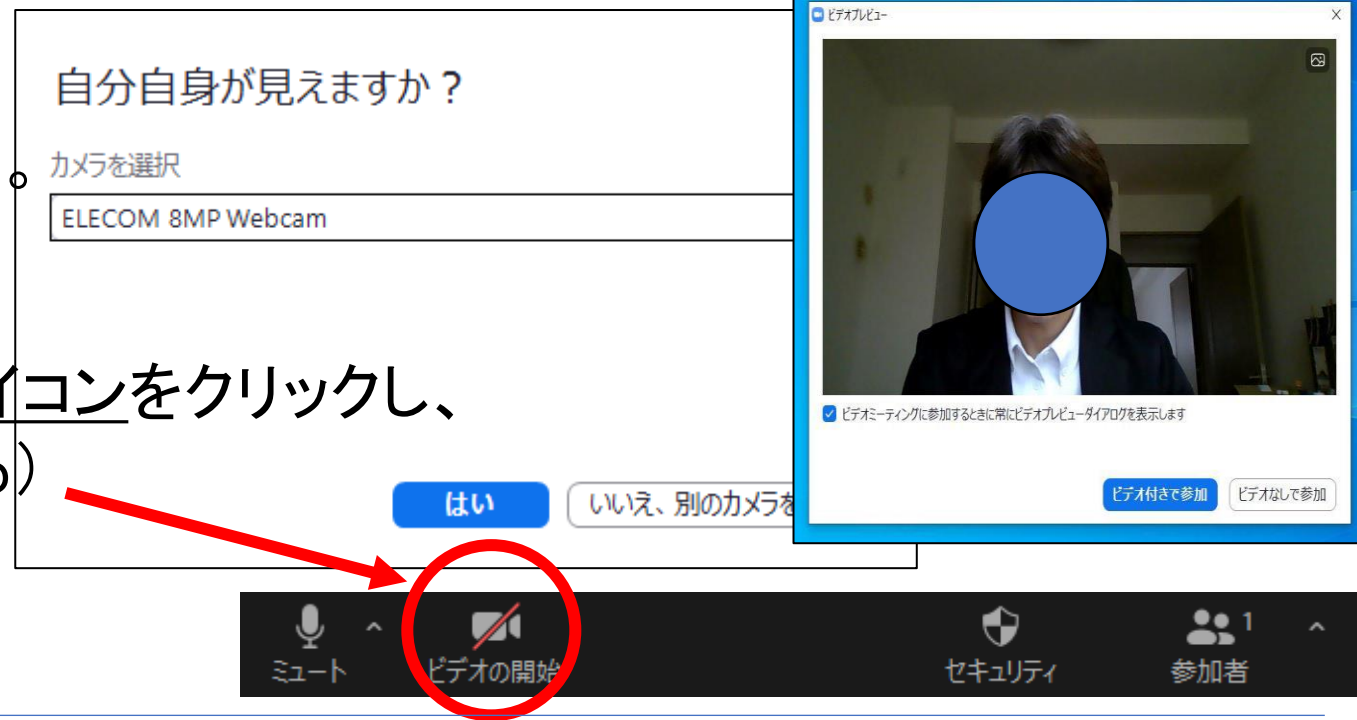 自分自身が見えますか？
。
カメラを選択
ELECOM 8MP Webcam
イコンをクリックし、
）
はい
いいえ、別のカメラを
ビデオプレビュー
ビデオミーティングに参加するときに常にビデオプレビューダイアログを表示します
ビデオ付きで参加
ビデオなしで参加
ミュート
ビデオの開始
セキュリティ
1
参加者